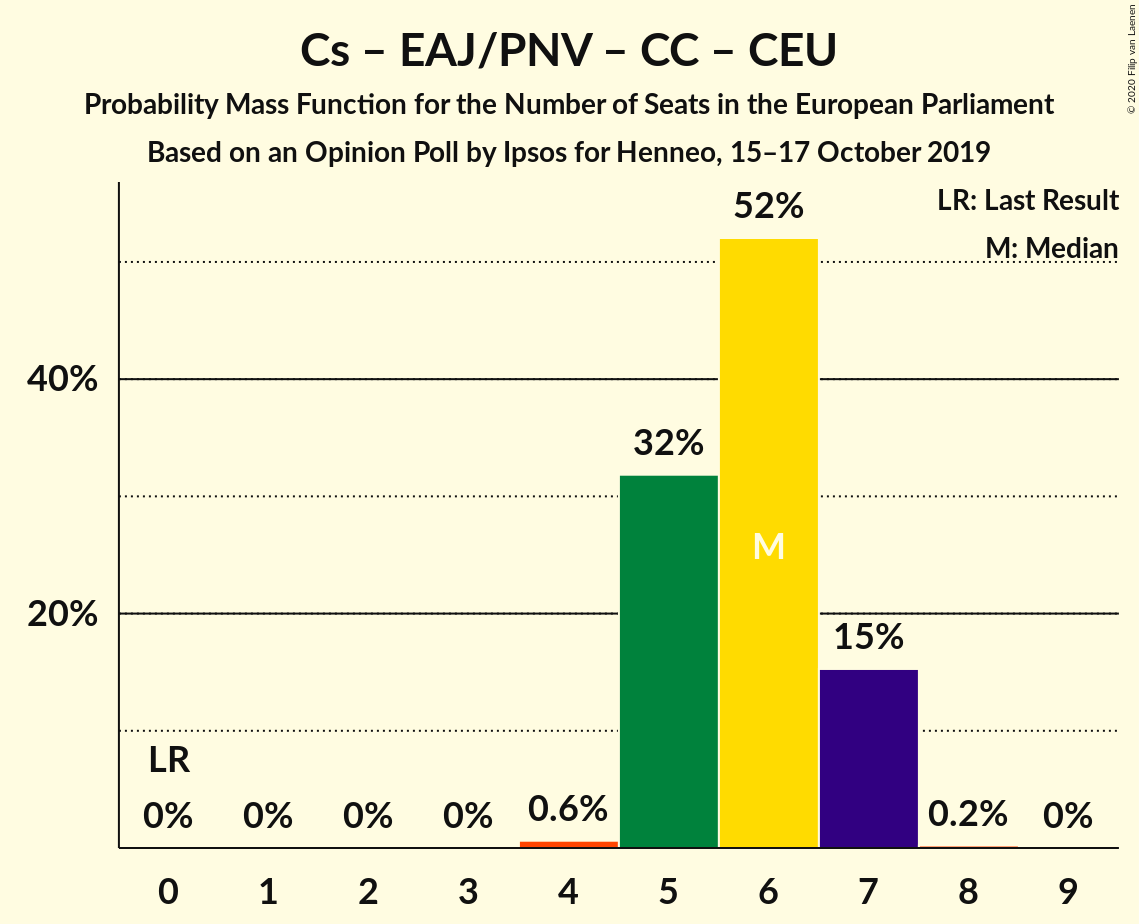 Cs – EAJ/PNV – CC – CEU
Probability Mass Function for the Number of Seats in the European Parliament
Based on an Opinion Poll by Ipsos for Henneo, 15–17 October 2019
© 2020 Filip van Laenen
LR: Last Result
M: Median
52%
40%
32%
M
20%
15%
LR
0% 0% 0% 0% 0.6% 0.2% 0%
0 1 2 3 4 5 6 7 8 9